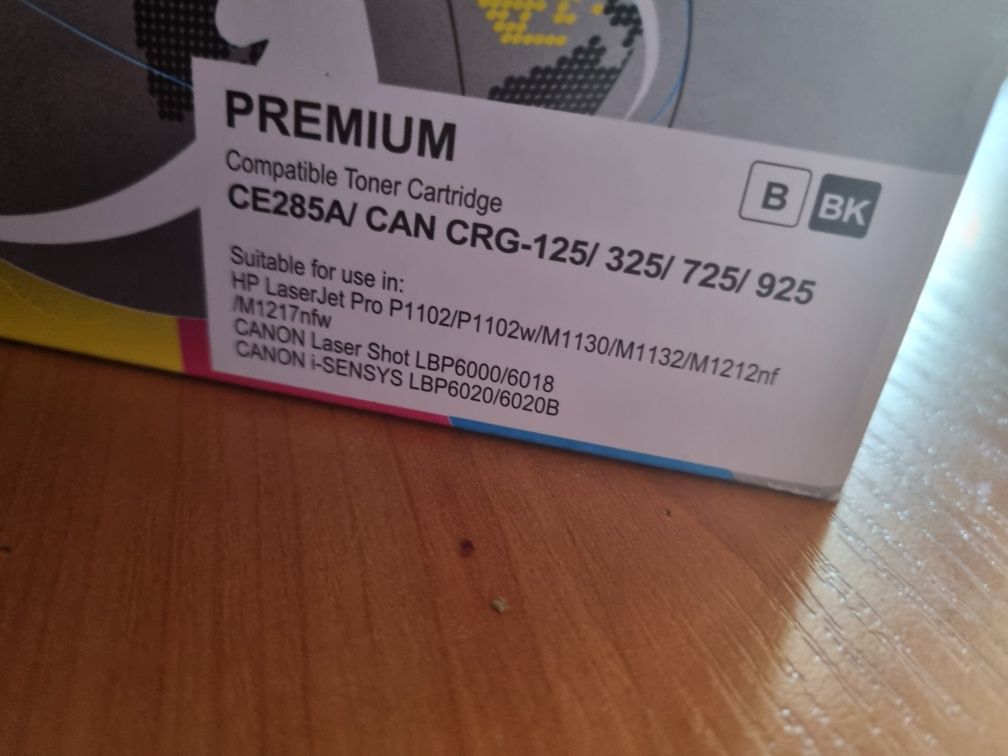 PREMIUM
Compatible Toner Cartridge
B BK
CE285A/ CAN CRG-125/ 325/ 725/ 925
Suitable for use in:
HP LaserJet Pro P1102/P1102w/M1130/M1132/M1212nf
/M1217nfw
CANON Laser Shot LBP6000/6018
CANON i-SENSYS LBP6020/6020B